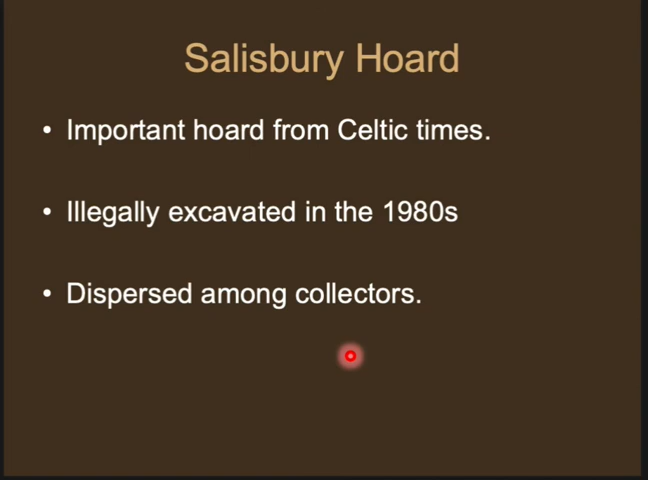 Salisbury Hoard
• Important hoard from Celtic times.
• Illegally excavated in the 1980s
• Dispersed among collectors.